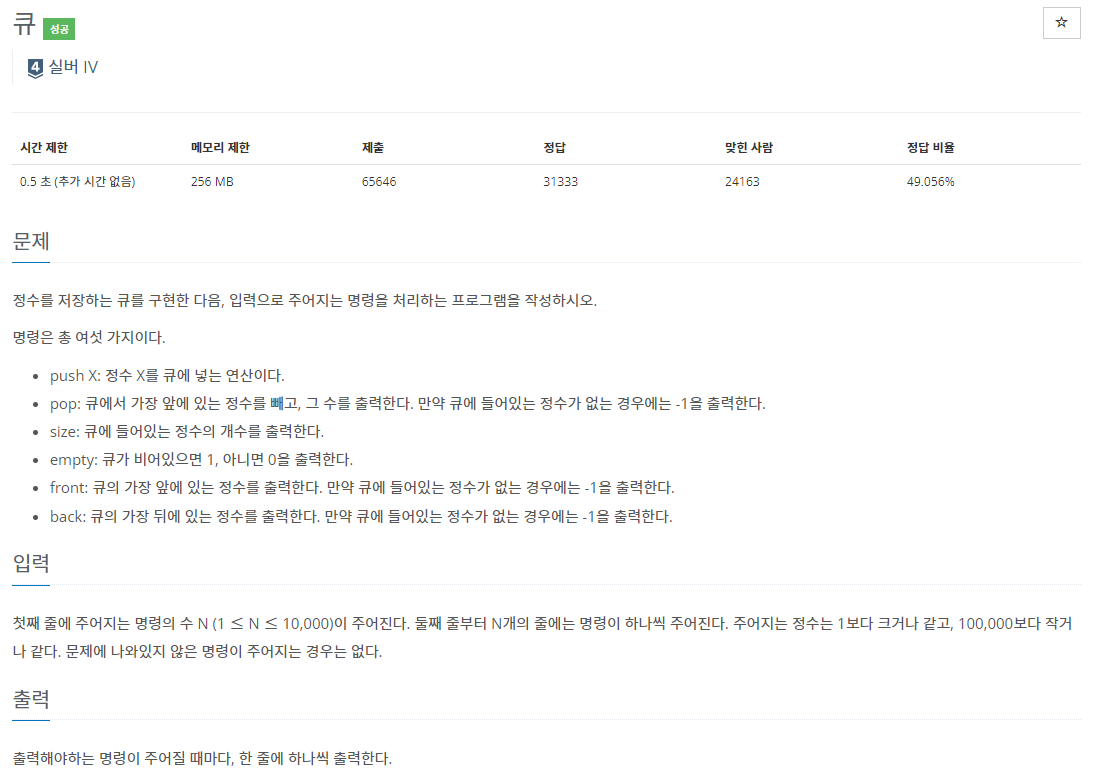 큐 성공
☆
4 실버 IV
시간 제한 메모리 제한 제출 정답 맞힌 사람 정답 비율
0.5 초 (추가 시간 없음) 256 MB 65646 31333 24163 49.056%
문제
정수를 저장하는 큐를 구현한 다음, 입력으로 주어지는 명령을 처리하는 프로그램을 작성하시오.
명령은 총 여섯 가지이다.
• push X: 정수 X를 큐에 넣는 연산이다.
• pop: 큐에서 가장 앞에 있는 정수를 빼고, 그 수를 출력한다. 만약 큐에 들어있는 정수가 없는 경우에는 -1을 출력한다.
• size: 큐에 들어있는 정수의 개수를 출력한다.
• empty: 큐가 비어있으면 1, 아니면 0을 출력한다.
• front: 큐의 가장 앞에 있는 정수를 출력한다. 만약 큐에 들어있는 정수가 없는 경우에는 -1을 출력한다.
• back: 큐의 가장 뒤에 있는 정수를 출력한다. 만약 큐에 들어있는 정수가 없는 경우에는 -1을 출력한다.
입력
첫째 줄에 주어지는 명령의 수 N (1 ≤ N ≤ 10,000)이 주어진다. 둘째 줄부터 N개의 줄에는 명령이 하나씩 주어진다. 주어지는 정수는 1보다 크거나 같고, 100,000보다 작거
나 같다. 문제에 나와있지 않은 명령이 주어지는 경우는 없다.
출력
출력해야하는 명령이 주어질 때마다, 한 줄에 하나씩 출력한다.